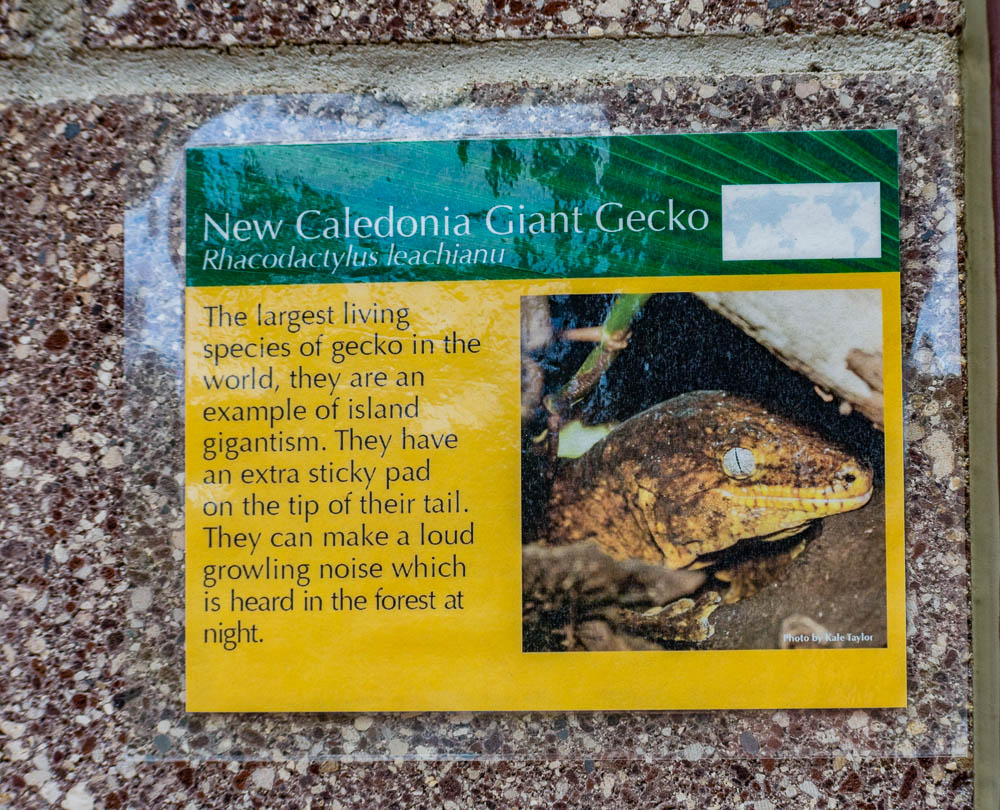 New Caledonia Giant Gecko
Rhacodactylus leachianu
The largest living
species of gecko in the
world, they are an
example of island
gigantism. They have
an extra sticky pad
on the tip of their tail.
They can make a loud
growling noise which
is heard in the forest at
night.
Photo by Kale Taylor